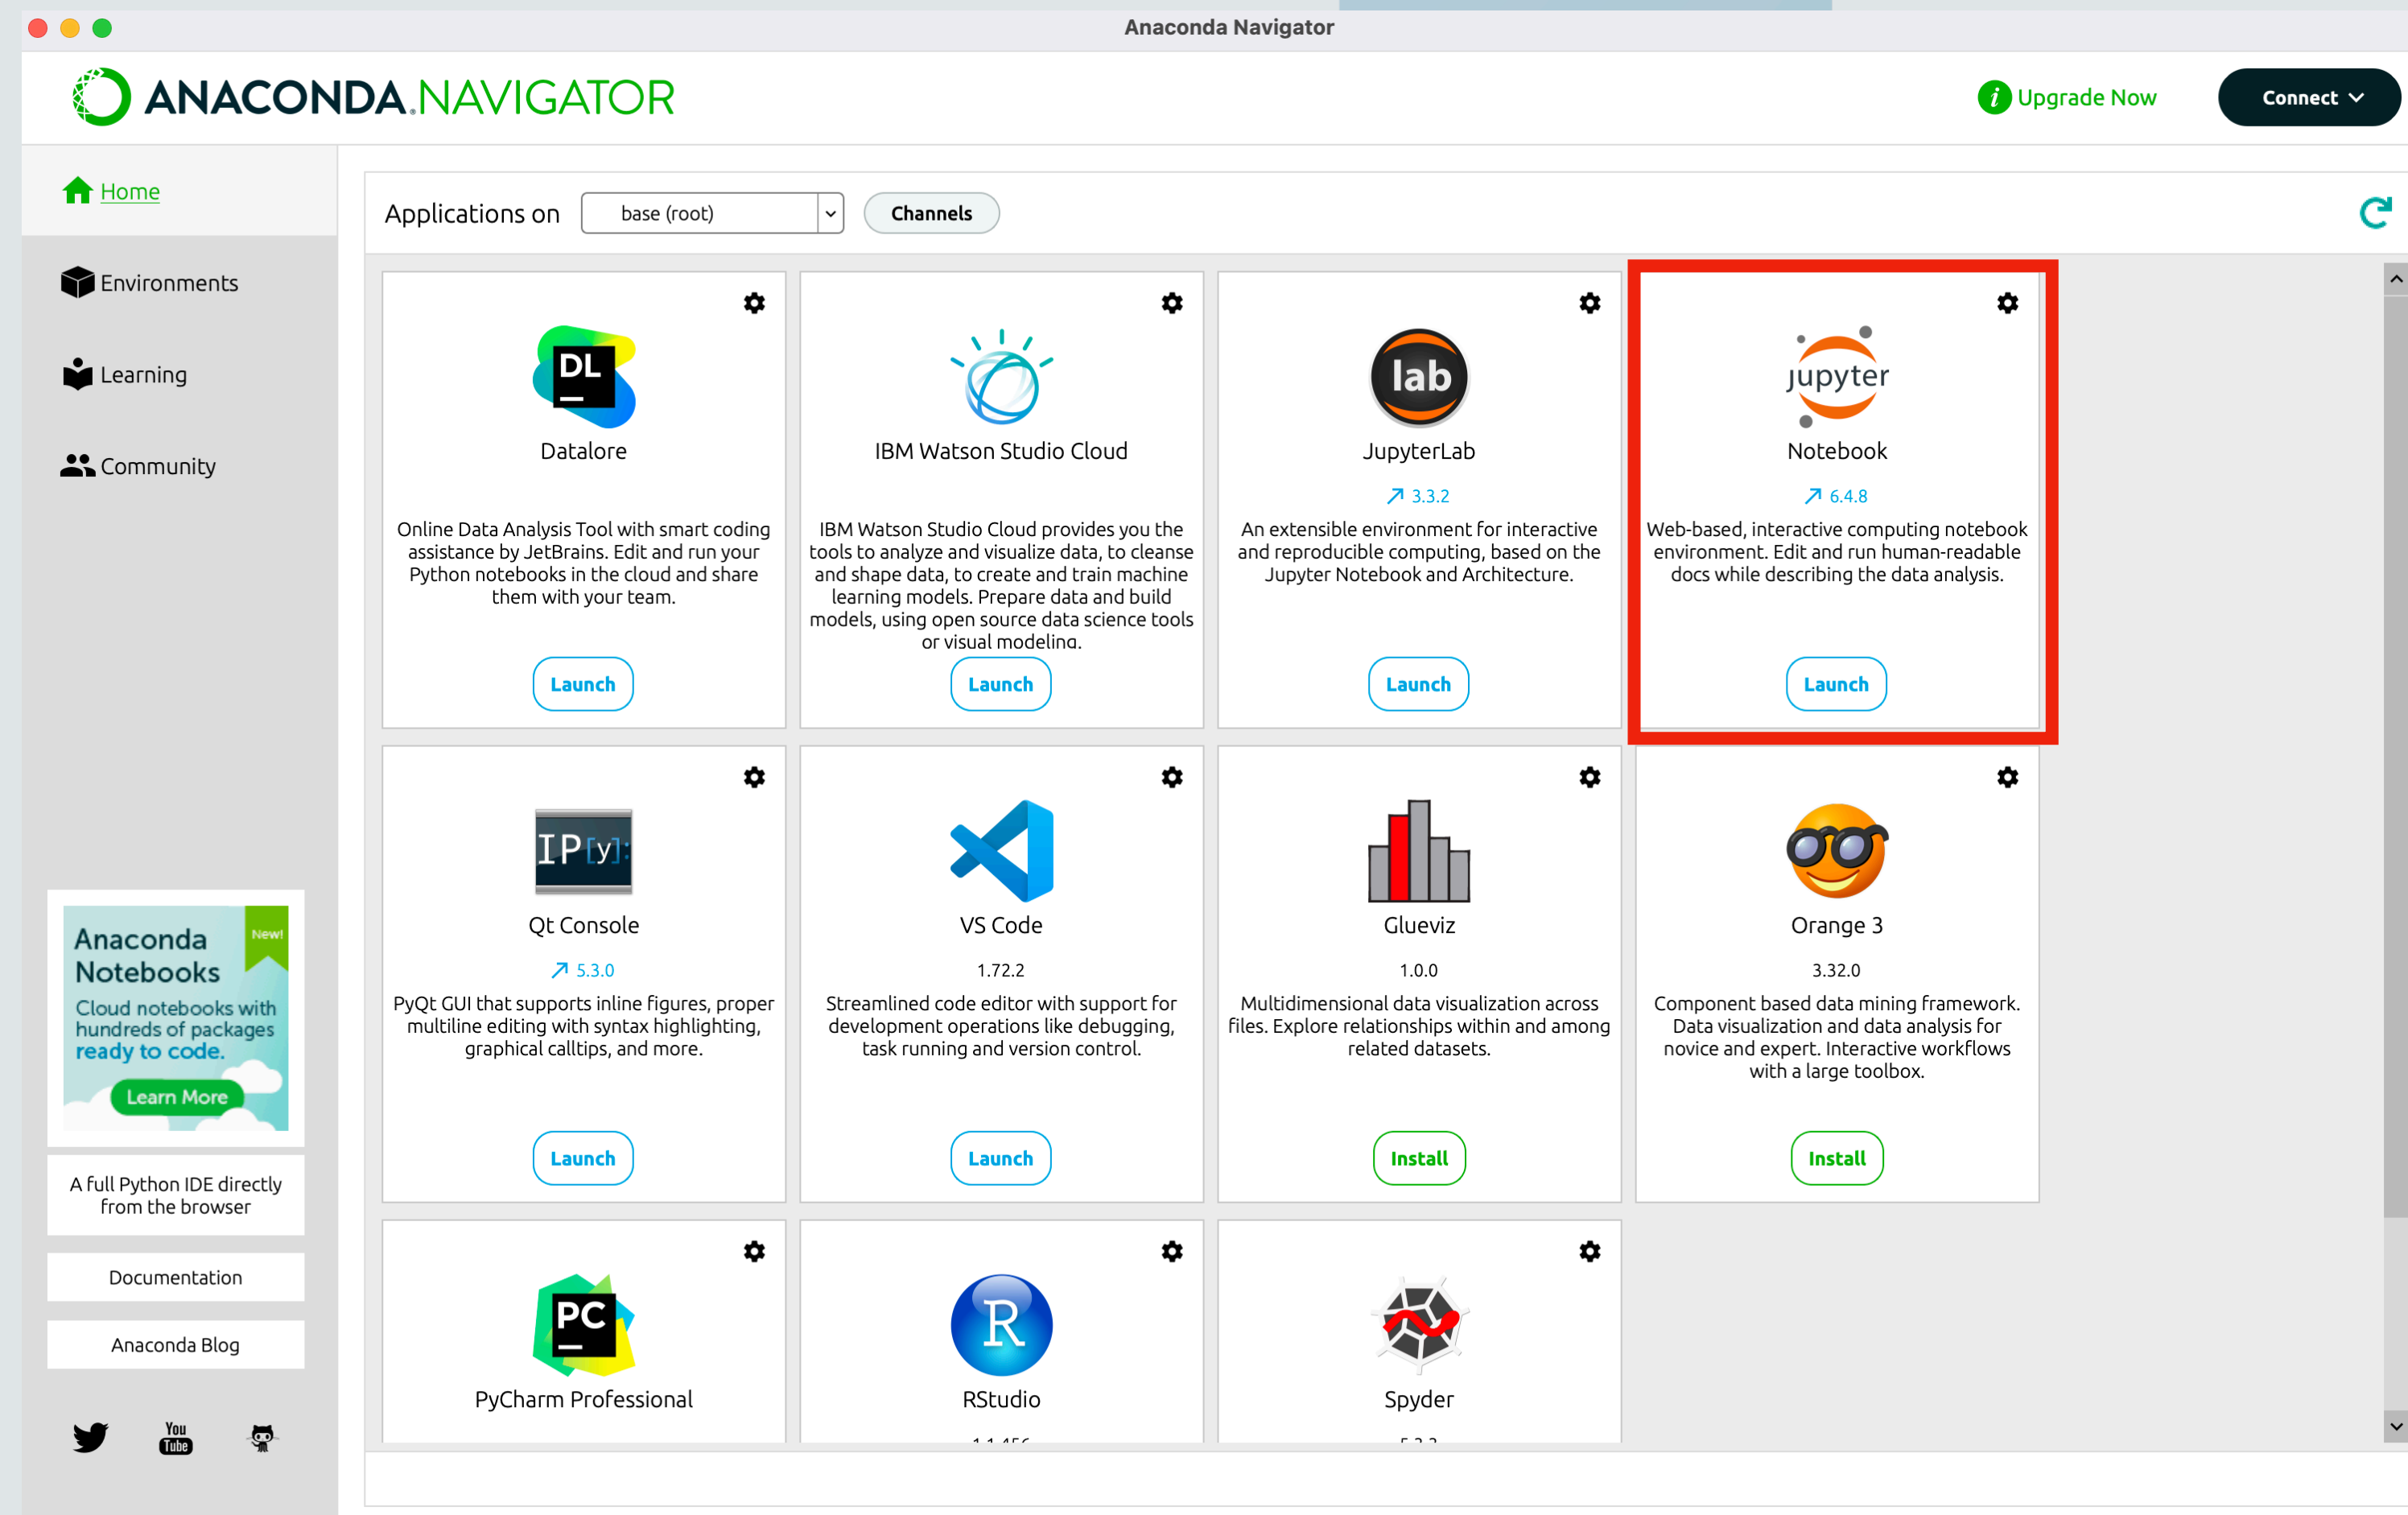 Anaconda Navigator
ANACONDA.NAVIGATOR
Upgrade Now
Connect
Home
Environments
Learning
Community
Applications on
base (root)
Channels
DL
Datalore
Online Data Analysis Tool with smart coding
assistance by JetBrains. Edit and run your
Python notebooks in the cloud and share
them with your team.
Launch
IBM Watson Studio Cloud
IBM Watson Studio Cloud provides you the
tools to analyze and visualize data, to cleanse
and shape data, to create and train machine
learning models. Prepare data and build
models, using open source data science tools
or visual modeling.
Launch
lab
JupyterLab
3.3.2
An extensible environment for interactive
and reproducible computing, based on the
Jupyter Notebook and Architecture.
Launch
jupyter
Notebook
6.4.8
Web-based, interactive computing notebook
environment. Edit and run human-readable
docs while describing the data analysis.
Launch
IP[y]:
Qt Console
5.3.0
PyQt GUI that supports inline figures, proper
multiline editing with syntax highlighting,
graphical calltips, and more.
Launch
VS Code
1.72.2
Streamlined code editor with support for
development operations like debugging,
task running and version control.
Launch
Glueviz
1.0.0
Multidimensional data visualization across
files. Explore relationships within and among
related datasets.
Install
Orange 3
3.32.0
Component based data mining framework.
Data visualization and data analysis for
novice and expert. Interactive workflows
with a large toolbox.
Install
PC
PyCharm Professional
R
RStudio
Spyder
Anaconda
Notebooks
New!
Cloud notebooks with
hundreds of packages
ready to code.
Learn More
A full Python IDE directly
from the browser
Documentation
Anaconda Blog
You
Tube